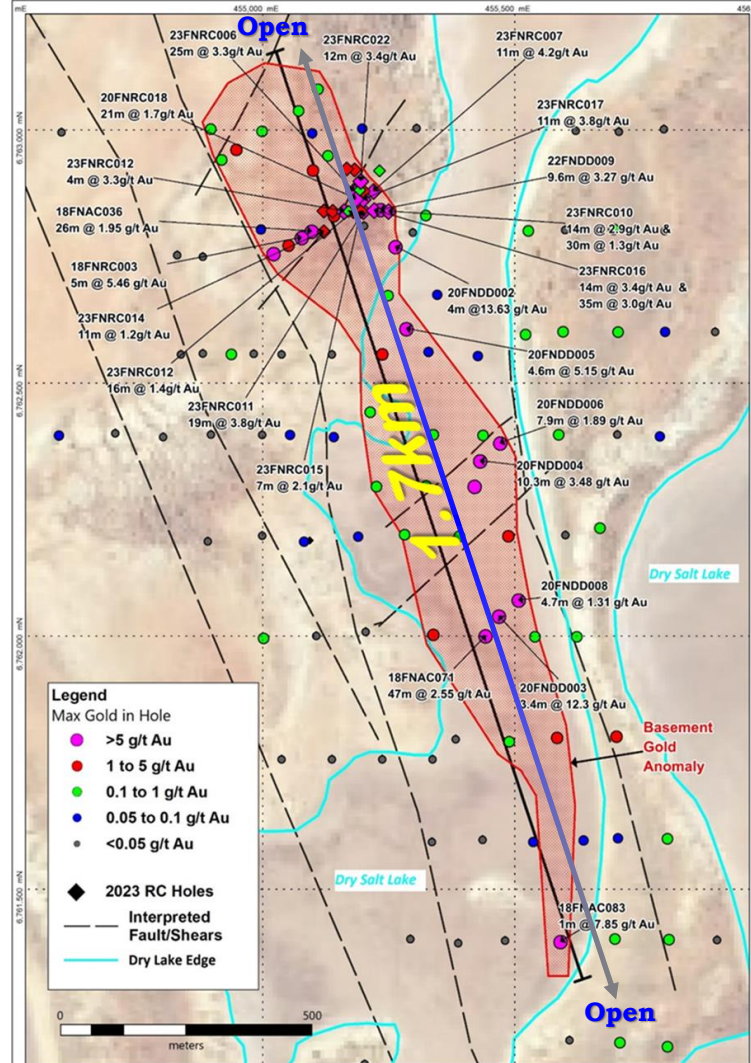 455,000 mE
455,500 mE
mE
456
Open
23FNRC006
25m @ 3.3g/t Au
23FNRC022
12m @ 3.4g/t Au
23FNRC007
11m @ 4.2g/t Au
20FNRC018
21m @ 1.7g/t Au
23FNRC017
11m @ 3.8g/t Au
6,763,000 mN
23FNRC012
4m @ 3.3g/t Au
22FNDD009
9.6m @ 3.27 g/t Au
18FNAC036
26m @ 1.95 g/t Au
23FNRC010
14m @ 2.9g/t Au &
30m @ 1.3g/t Au
18FNRC003
5m @ 5.46 g/t Au
23FNRC016
14m @ 3.4g/t Au &
35m @ 3.0g/t Au
20FNDD002
4m @13.63 g/t Au
23FNRC014
11m @ 1.2g/t Au
20FNDD005
4.6m @ 5.15 g/t Au
23FNRC012
16m @ 1.4g/t Au
6,762,500 mN
23FNRC011
19m @ 3.8g/t Au
20FNDD006
7.9m @ 1.89 g/t Au
1.7km
23FNRC015
7m @ 2.1g/t Au
20FNDD004
10.3m @ 3.48 g/t Au
Dry Salt Lake
20FNDD008
4.7m @ 1.31 g/t Au
6,762,000 mN
18FNAC071
47m @ 2.55 g/t Au
20FNDD003
3.4m @ 12.3 g/t Au
Basement
Gold
Anomaly
Legend
Max Gold in Hole
>5 g/t Au
1 to 5 g/t Au
0.1 to 1 g/t Au
0.05 to 0.1 g/t Au
<0.05 g/t Au
2023 RC Holes
Interpreted
Fault/Shears
Dry Lake Edge
Dry Salt Lake
6,761,500 mN
18FNAC083
1m @ 7.85 g/t Au
Open
0
500
meters